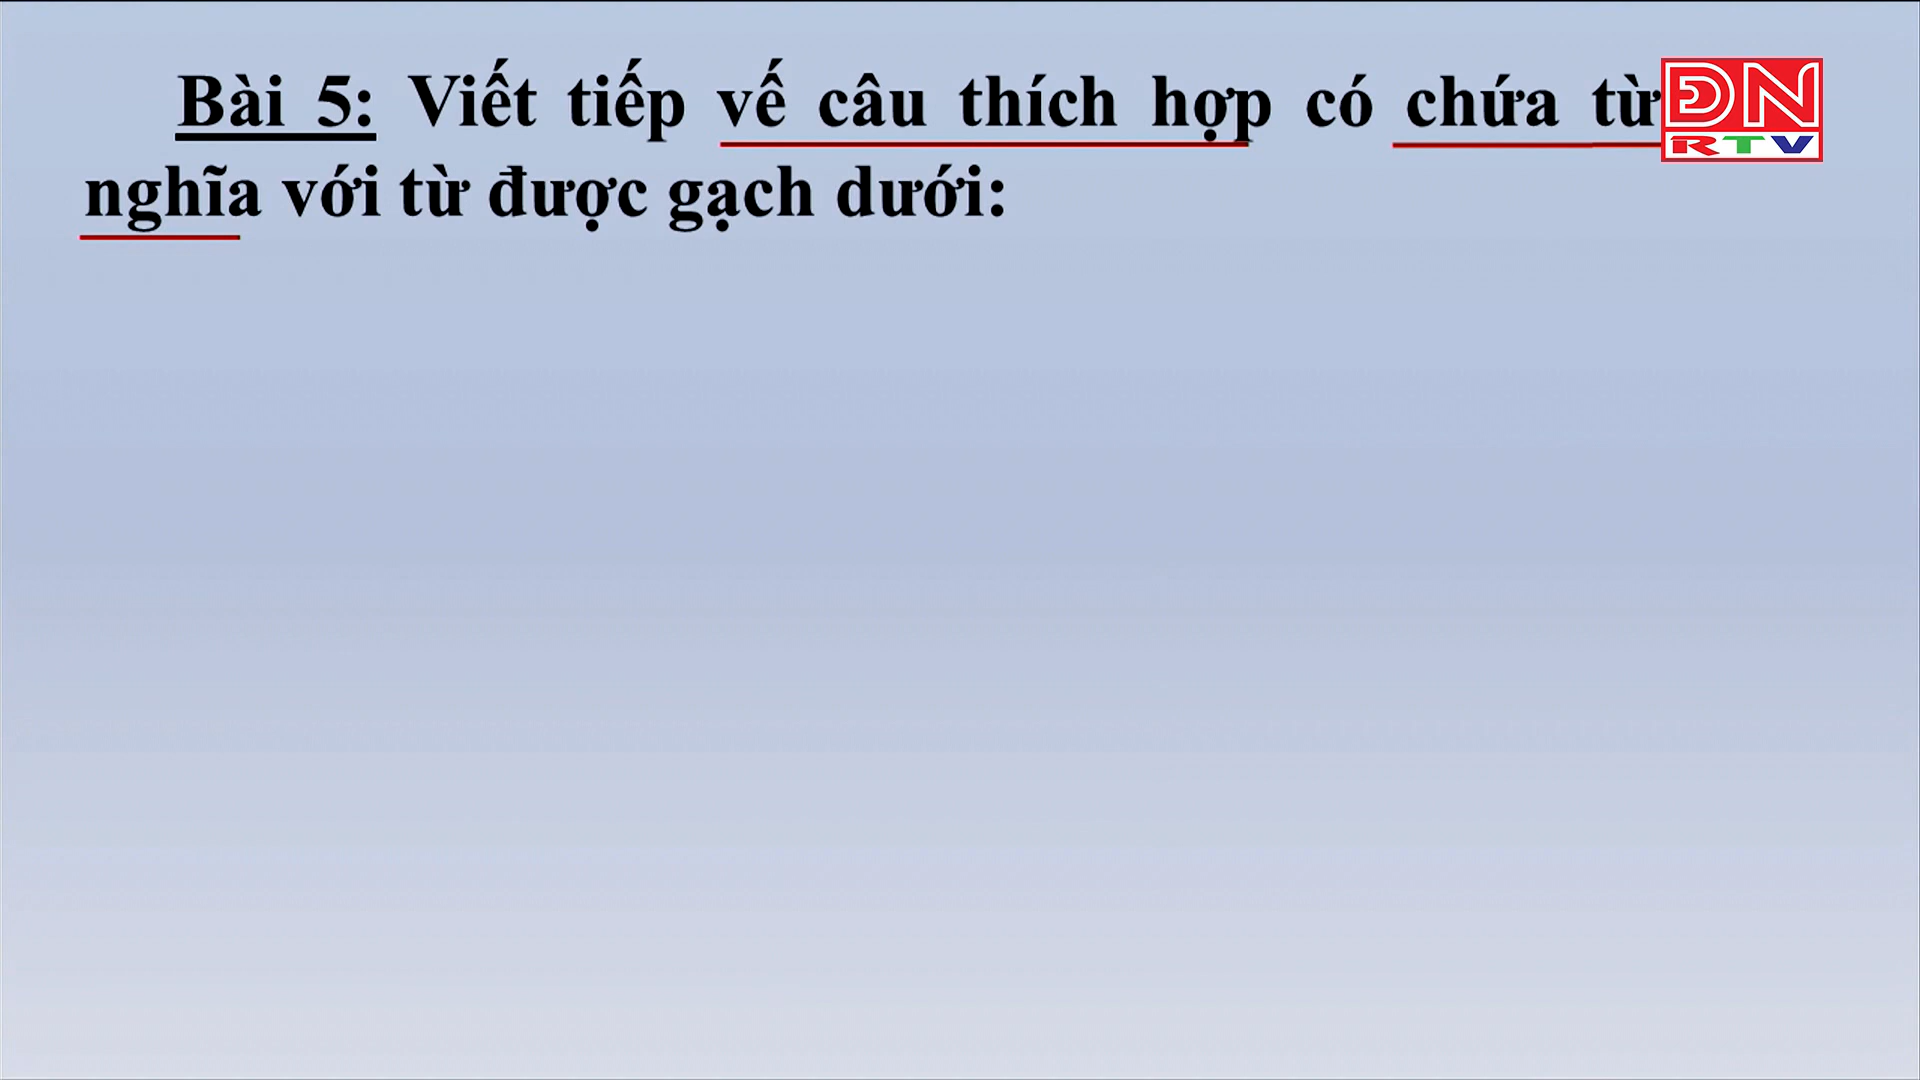 Bài 5: Viết tiếp vế câu thích hợp có chứa từ
nghĩa với từ được gạch dưới:
ĐN
RTV